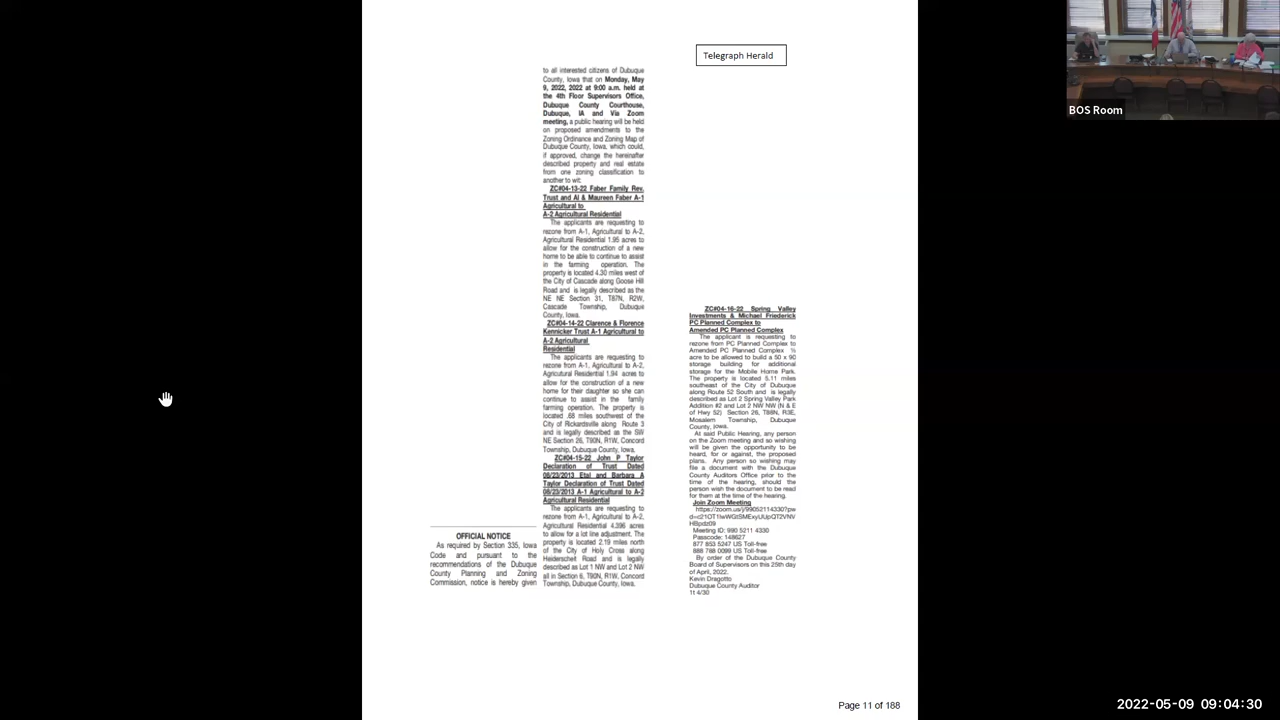 Telegraph Herald
BOS Room
OFFICIAL NOTICE
As required by Section 335, Iowa
Code and pursuant to the
recommendations of the Dubuque
County Planning and Zoning
Commission, notice is hereby given
to all interested citizens of Dubuque
County, Iowa that on Monday, May
9, 2022, 2022 at 9:00 a.m. held at
the 4th Floor Supervisors Office,
Dubuque County Courthouse,
Dubuque, IA and Via Zoom
meeting, a public hearing will be held
on proposed amendments to the
Zoning Ordinance and Zoning Map of
Dubuque County, Iowa, which could,
if approved, change the hereinafter
described property and real estate
from one zoning classification to
another to wit:
ZC#04-13-22 Faber Family Rev.
Trust and Al & Maureen Faber A-1
Agricultural to
A-2 Agricultural Residential
The applicants are requesting to
rezone from A-1, Agricultural to A-2,
Agricultural Residential 1.95 acres to
allow for the construction of a new
home to be able to continue to assist
in the farming operation. The
property is located 4.30 miles west of
the City of Cascade along Goose Hill
Road and is legally described as the
NE NE Section 31, T87N, R2W,
Cascade Township, Dubuque
County, Iowa.
ZC#04-14-22 Clarence & Florence
Kennicker Trust A-1 Agricultural to
A-2 Agricultural
Residential
The applicants are requesting to
rezone from A-1, Agricultural to A-2,
Agricutural Residential 1.94 acres to
allow for the construction of a new
home for their daughter so she can
continue to assist in the family
farming operation. The property is
located .68 miles southwest of the
City of Rickardsville along Route 3
and is legally described as the SW
NE Section 26, T90N, R1W, Concord
Township, Dubuque County, Iowa.
ZC#04-15-22 John P Taylor
Declaration of Trust Dated
08/23/2013 Etal and Barbara A
Taylor Declaration of Trust Dated
08/23/2013 A-1 Agricultural to A-2
Agricultural Residential
The applicants are requesting to
rezone from A-1, Agricultural to A-2,
Agricultural Residential 4.396 acres
to allow for a lot line adjustment. The
property is located 2.19 miles north
of the City of Holy Cross along
Heiderscheit Road and is legally
described as Lot 1 NW and Lot 2 NW
all in Section 6, T90N, R1W, Concord
Township, Dubuque County, Iowa.
ZC#04-16-22 Spring Valley
Investments & Michael Friederick
PC Planned Complex to
Amended PC Planned Complex
The applicant is requesting to
rezone from PC Planned Complex to
Amended PC Planned Complex ½
acre to be allowed to build a 50 x 90
storage building for additional
storage for the Mobile Home Park.
The property is located 5.11 miles
southeast of the City of Dubuque
along Route 52 South and is legally
described as Lot 2 Spring Valley Park
Addition #2 and Lot 2 NW NW (N & E
of Hwy 52) Section 26, T88N, R3E,
Mosalem Township, Dubuque
County, Iowa.
At said Public Hearing, any person
on the Zoom meeting and so wishing
will be given the opportunity to be
heard, for or against, the proposed
plans. Any person so wishing may
file a document with the Dubuque
County Auditors Office prior to the
time of the hearing, should the
person wish the document to be read
for them at the time of the hearing.
Join Zoom Meeting
Meeting ID: 990 5211 4330
Passcode: 148627
877 853 5247 US Toll-free
888 788 0099 US Toll-free
By order of the Dubuque County
Board of Supervisors on this 25th day
of April, 2022.
Kevin Dragotto
Dubuque County Auditor
1t 4/30
Page 11 of 188
2022-05-09 09:04:30